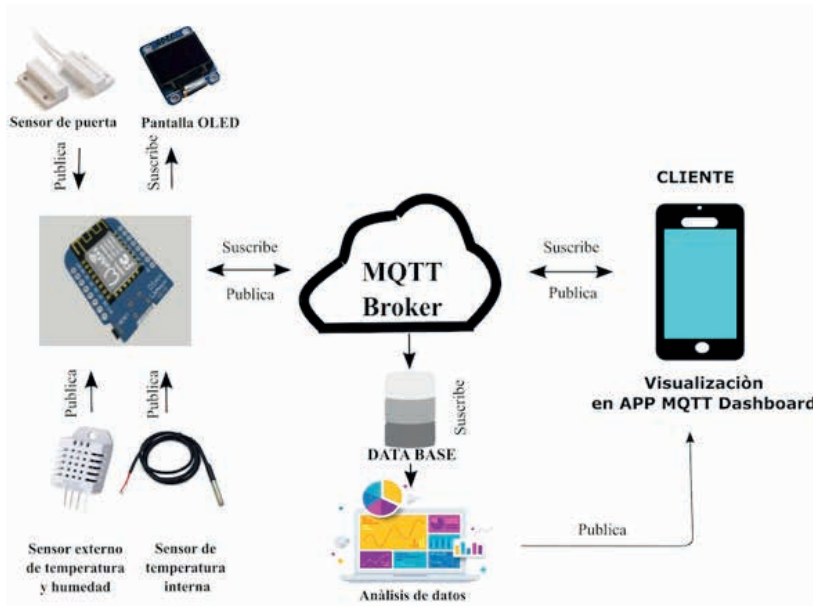 Sensor de puerta
Pantalla OLED
Publica
Suscribe
Suscribe
Publica
MQTT
Broker
Suscribe
Publica
CLIENTE
Visualizaciòn
en APP MQTT Dashboard
Publica
Publica
Suscribe
DATA BASE
Sensor externo
de temperatura
y humedad
Sensor de
temperatura
interna
Publica
Anàlisis de datos